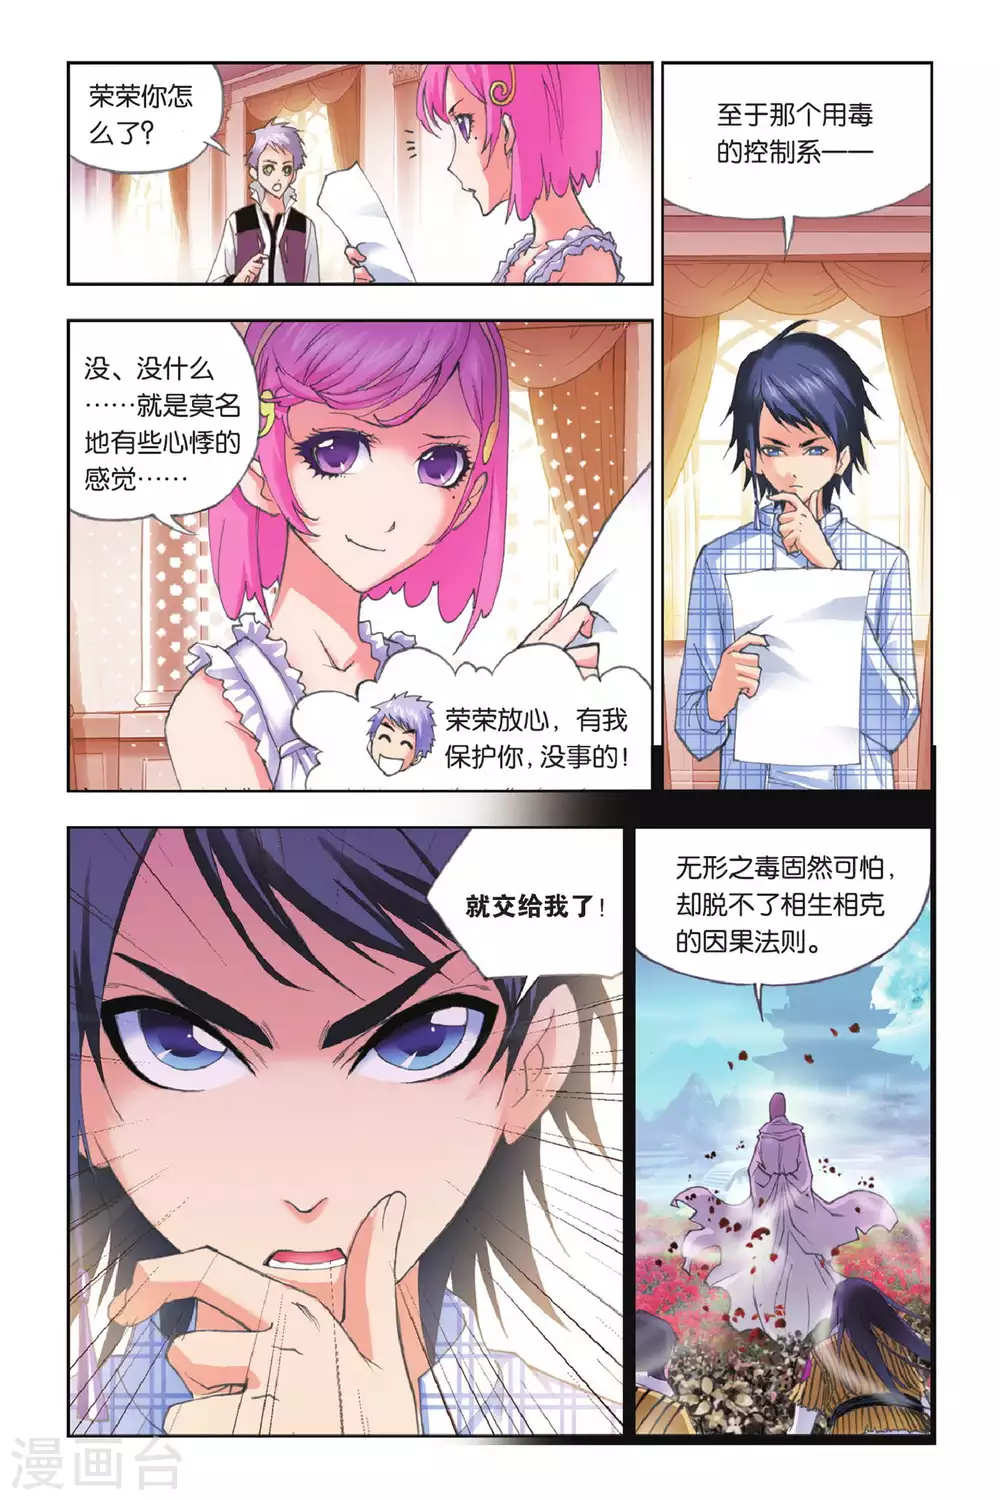 荣荣你怎
么了？
至于那个用毒
的控制系——
没、没什么
……就是莫名
地有些心悸的
感觉……
荣荣放心，有我
保护你，没事的！
就交给我了！
无形之毒固然可怕，
却脱不了相生相克
的因果法则。
漫画台